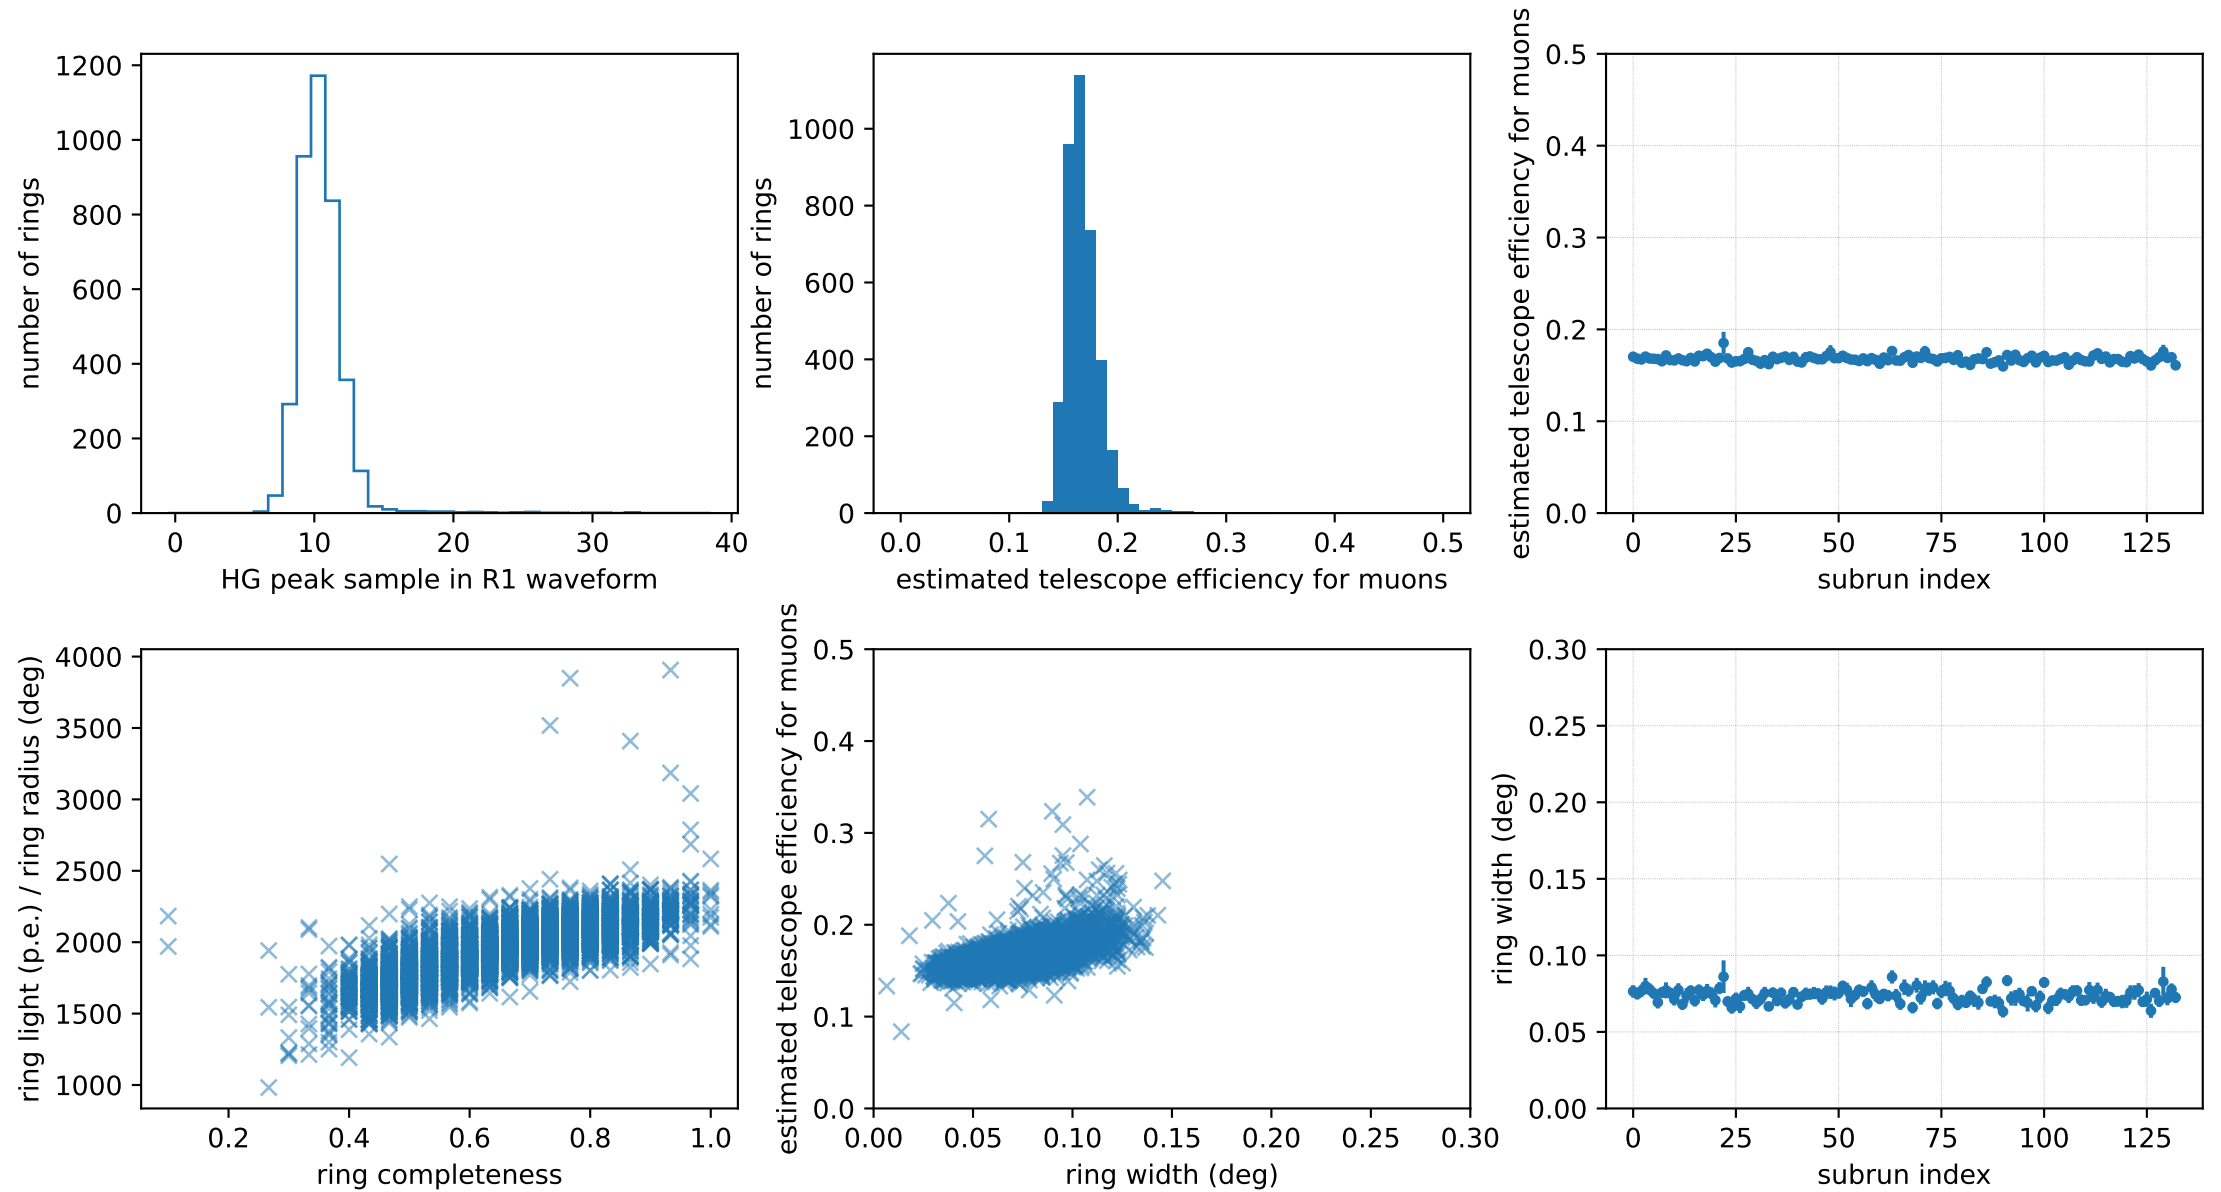 1200
1000
800
600
400
200
0
number of rings
0 10 20 30 40
HG peak sample in R1 waveform
1000
800
600
400
200
0
number of rings
0.0 0.1 0.2 0.3 0.4 0.5
estimated telescope efficiency for muons
0.5
0.4
0.3
0.2
0.1
0.0
estimated telescope efficiency for muons
0 25 50 75 100 125
subrun index
4000
3500
3000
2500
2000
1500
1000
ring light (p.e.) / ring radius (deg)
0.2 0.4 0.6 0.8 1.0
ring completeness
0.5
0.4
0.3
0.2
0.1
0.0
estimated telescope efficiency for muons
0.00 0.05 0.10 0.15 0.20 0.25 0.30
ring width (deg)
0.30
0.25
0.20
0.15
0.10
0.05
0.00
ring width (deg)
0 25 50 75 100 125
subrun index